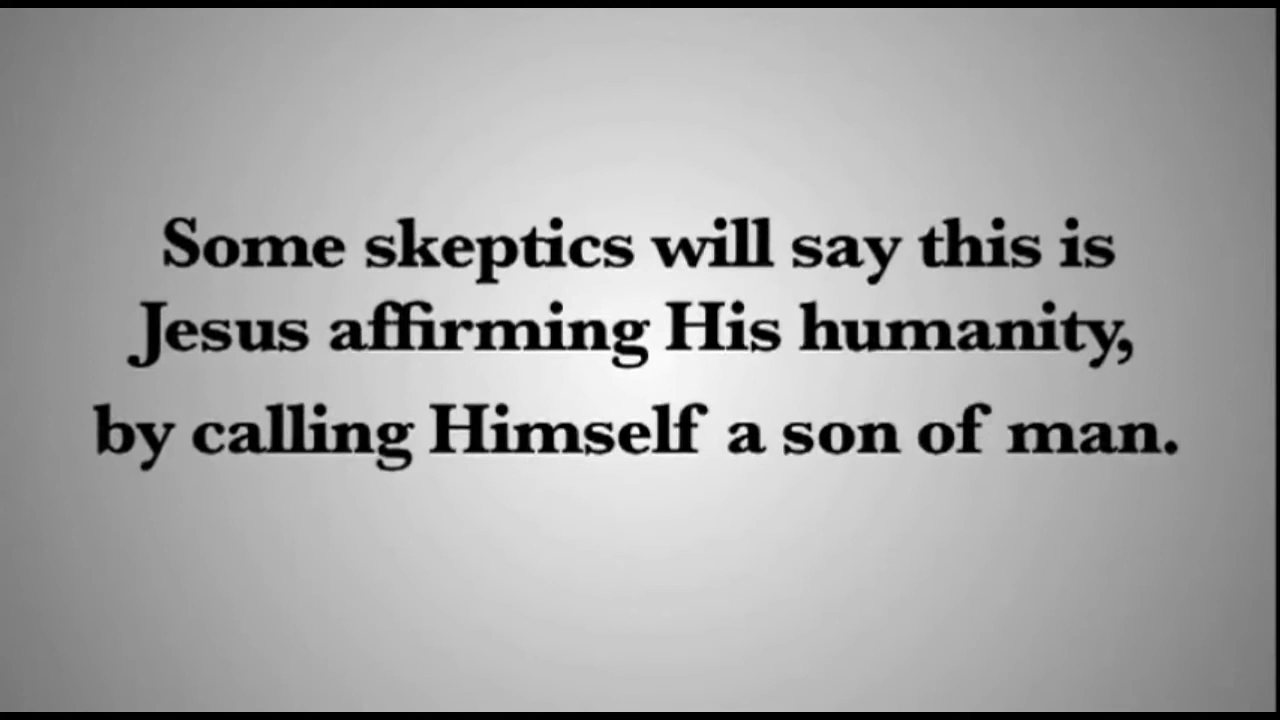 Some skeptics will say this is
Jesus affirming His humanity,
by calling Himself a son of man.